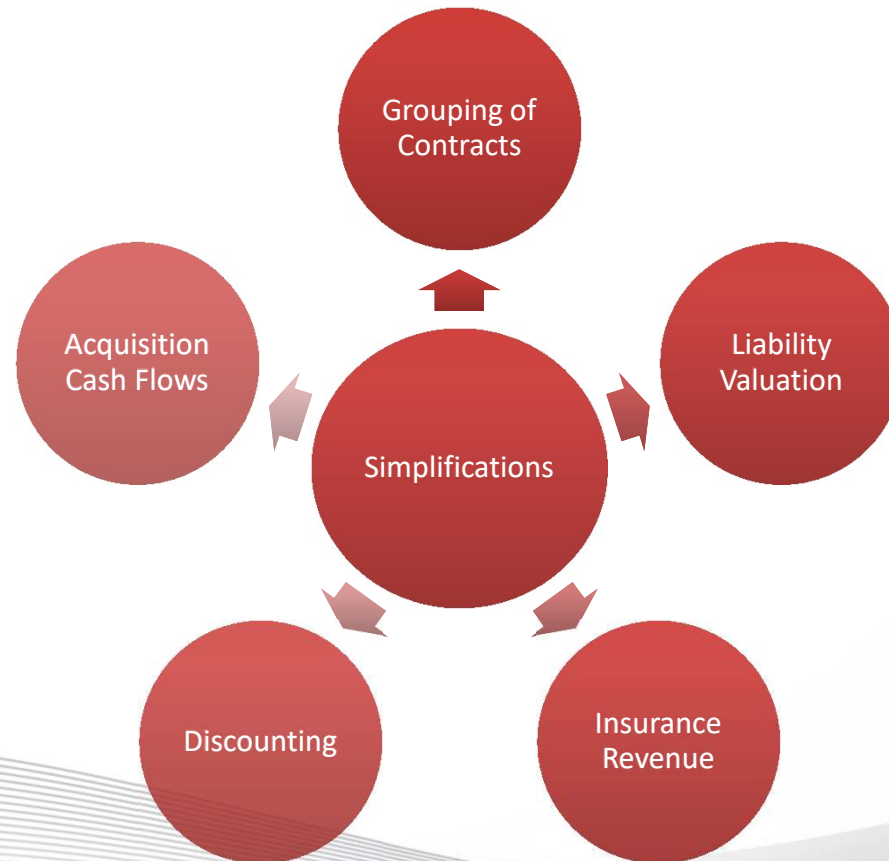 Grouping of
Contracts
Acquisition
Cash Flows
Liability
Valuation
Simplifications
Discounting
Insurance
Revenue